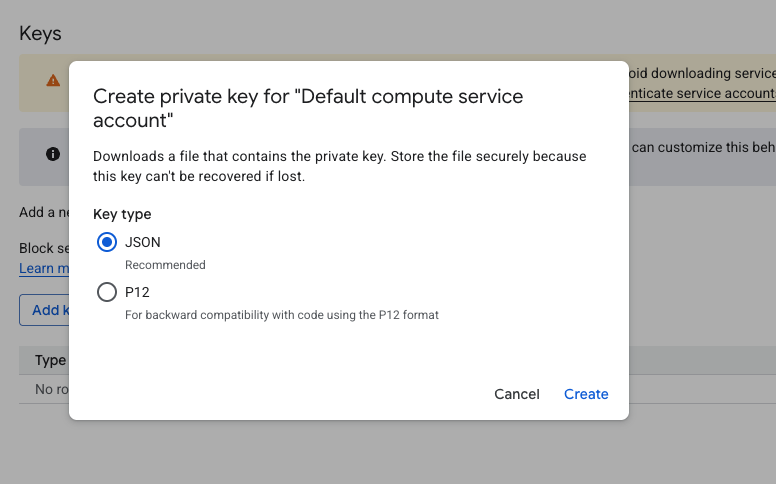 Keys
oid downloading service
enticate service account
can customize this beh
Create private key for "Default compute service
account"
Downloads a file that contains the private key. Store the file securely because
this key can't be recovered if lost.
Key type
JSON
Recommended
P12
For backward compatibility with code using the P12 format
Cancel
Create
Add a ne
Block se
Learn m
Add k
Type
No ro